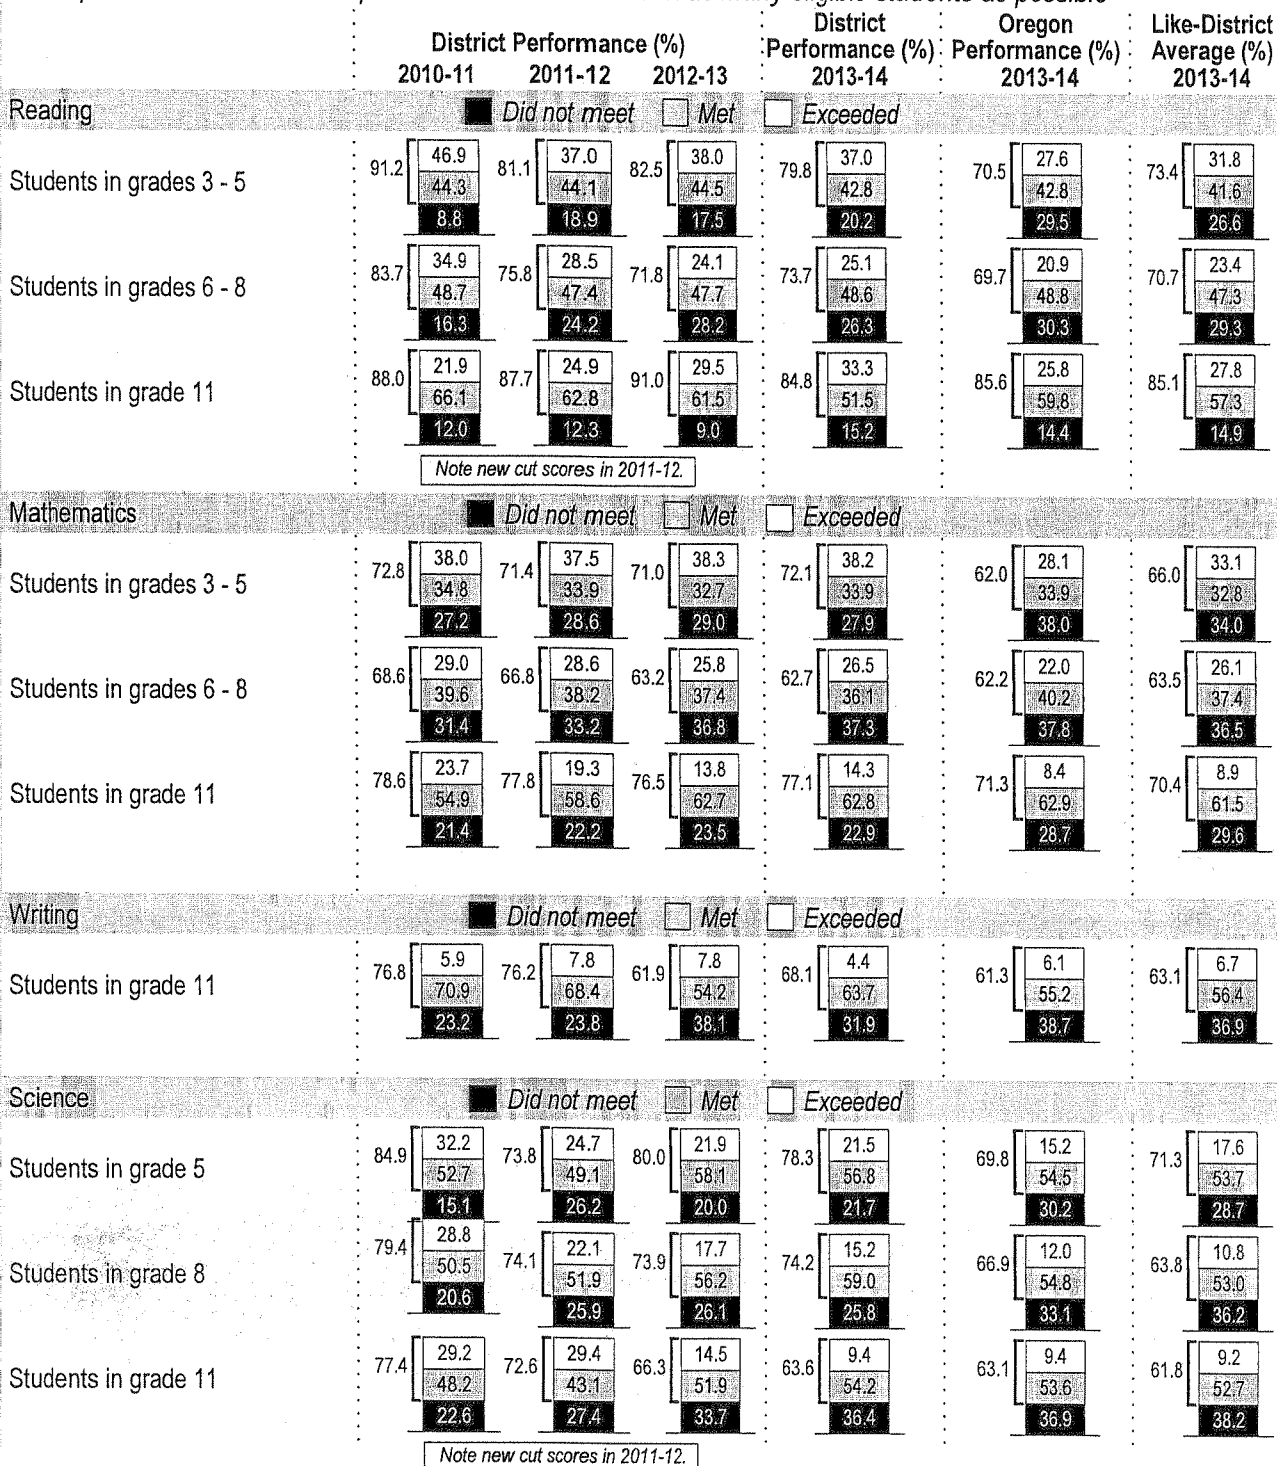 District Oregon Like-District
District Performance (%) Performance (%) Performance (%) Average (%)
2010-11 2011-12 2012-13 2013-14 2013-14 2013-14
Reading Did not meet Met Exceeded
46.9 37.0 38.0 37.0 27.6 31.8
Students in grades 3 - 5 91.2 81.1 82.5 79.8 70.5 73.4
44.3 44.1 44.5 42.8 42.8 41.6
8.8 18.9 17.5 20.2 29.5 26.6
34.9 28.5 24.1 25.1 20.9 23.4
Students in grades 6 - 8 83.7 75.8 71.8 73.7 69.7 70.7
48.7 47.4 47.7 48.6 48.8 47.3
16.3 24.2 28.2 26.3 30.3 29.3
21.9 24.9 29.5 33.3 25.8 27.8
Students in grade 11 88.0 87.7 91.0 84.8 85.6 85.1
66.1 62.8 61.5 51.5 59.8 57.3
12.0 12.3 9.0 15.2 14.4 14.9
Note new cut scores in 2011-12.
Mathematics Did not meet Met Exceeded
38.0 37.5 38.3 38.2 28.1 33.1
Students in grades 3 - 5 72.8 71.4 71.0 72.1 62.0 66.0
34.8 33.9 32.7 33.9 33.9 32.8
27.2 28.6 29.0 27.9 38.0 34.0
29.0 28.6 25.8 26.5 22.0 26.1
Students in grades 6 - 8 68.6 66.8 63.2 62.7 62.2 63.5
39.6 38.2 37.4 36.1 40.2 37.4
31.4 33.2 36.8 37.3 37.8 36.5
23.7 19.3 13.8 14.3 8.4 8.9
Students in grade 11 78.6 77.8 76.5 77.1 71.3 70.4
54.9 58.6 62.7 62.8 62.9 61.5
21.4 22.2 23.5 22.9 28.7 29.6
Writing Did not meet Met Exceeded
5.9 7.8 7.8 4.4 6.1 6.7
Students in grade 11 76.8 76.2 61.9 68.1 61.3 63.1
70.9 68.4 54.2 63.7 55.2 56.4
23.2 23.8 38.1 31.9 38.7 36.9
Science Did not meet Met Exceeded
32.2 24.7 21.9 21.5 15.2 17.6
Students in grade 5 84.9 73.8 80.0 78.3 69.8 71.3
52.7 49.1 58.1 56.8 54.5 53.7
15.1 26.2 20.0 21.7 30.2 28.7
28.8 22.1 17.7 15.2 12.0 10.8
Students in grade 8 79.4 74.1 73.9 74.2 66.9 63.8
50.5 51.9 56.2 59.0 54.8 53.0
20.6 25.9 26.1 25.8 33.1 36.2
29.2 29.4 14.5 9.4 9.4 9.2
Students in grade 11 77.4 72.6 66.3 63.6 63.1 61.8
48.2 43.1 51.9 54.2 53.6 52.7
22.6 27.4 33.7 36.4 36.9 38.2
Note new cut scores in 2011-12.